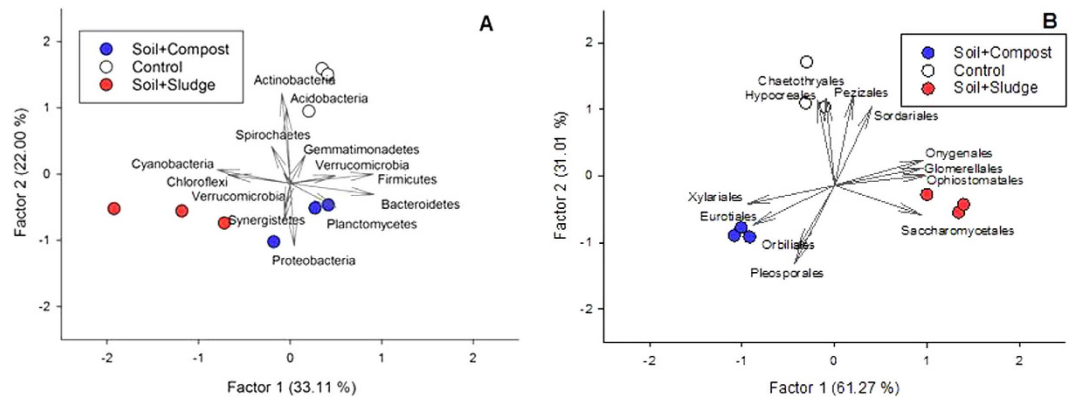 A
Soil+Compost
Control
Soil+Sludge
2
1
0
-1
-2
Factor 2 (22.00 %)
Actinobacteria
Acidobacteria
Spirochaetes
Gemmatimonadetes
Cyanobacteria
Verrucomicrobia
Chloroflexi
Firmicutes
Verrucomicrobia
Bacteroidetes
Synergistetes
Planctomycetes
Proteobacteria
-2
-1
0
1
2
Factor 1 (33.11 %)
B
Soil+Compost
Control
Soil+Sludge
2
1
0
-1
-2
Factor 2 (31.01 %)
Chaetothryales
Hypocreales
Pezizales
Sordariales
Onygenales
Glomerellales
Ophiostomatales
Xylariales
Eurotiales
Saccharomycetales
Orbiliales
Pleosporales
-2
-1
0
1
2
Factor 1 (61.27 %)